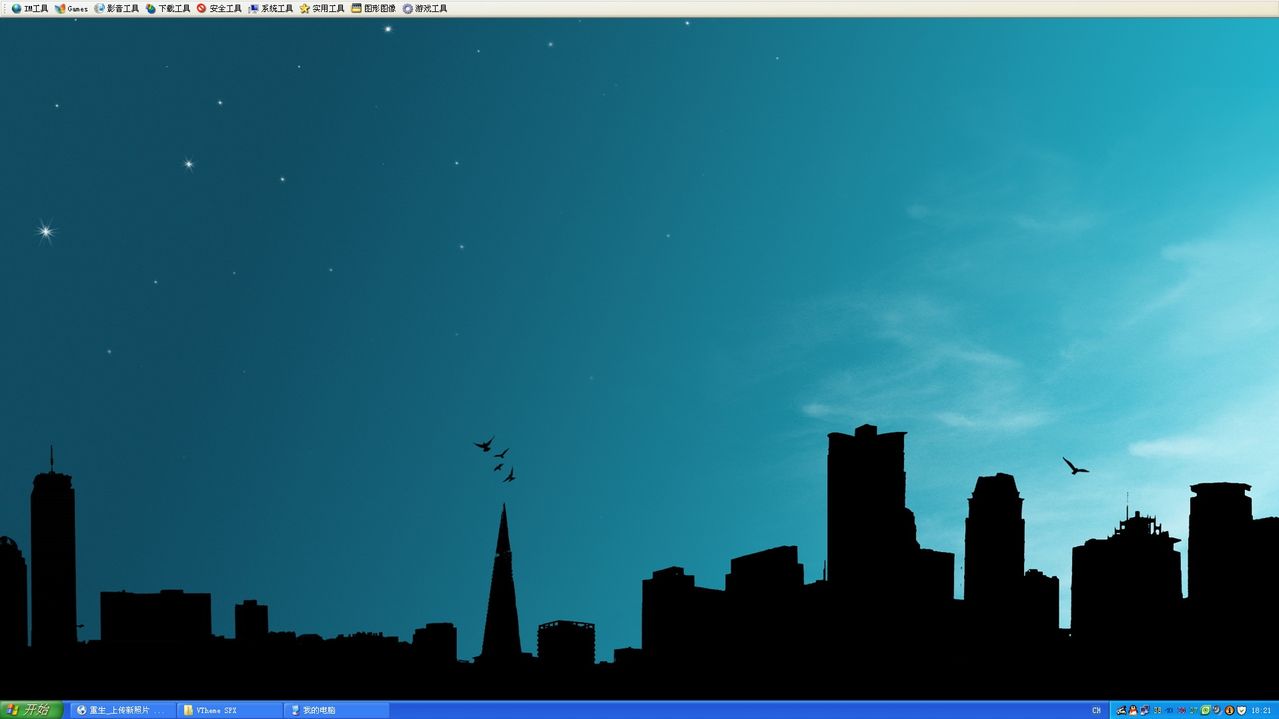 IM工具 Games 影音工具 下载工具 安全工具 系统工具 实用工具 图形图像 游戏工具
开始 重生_上传新照片 ... VTheme SPX 我的电脑 CH 18:21